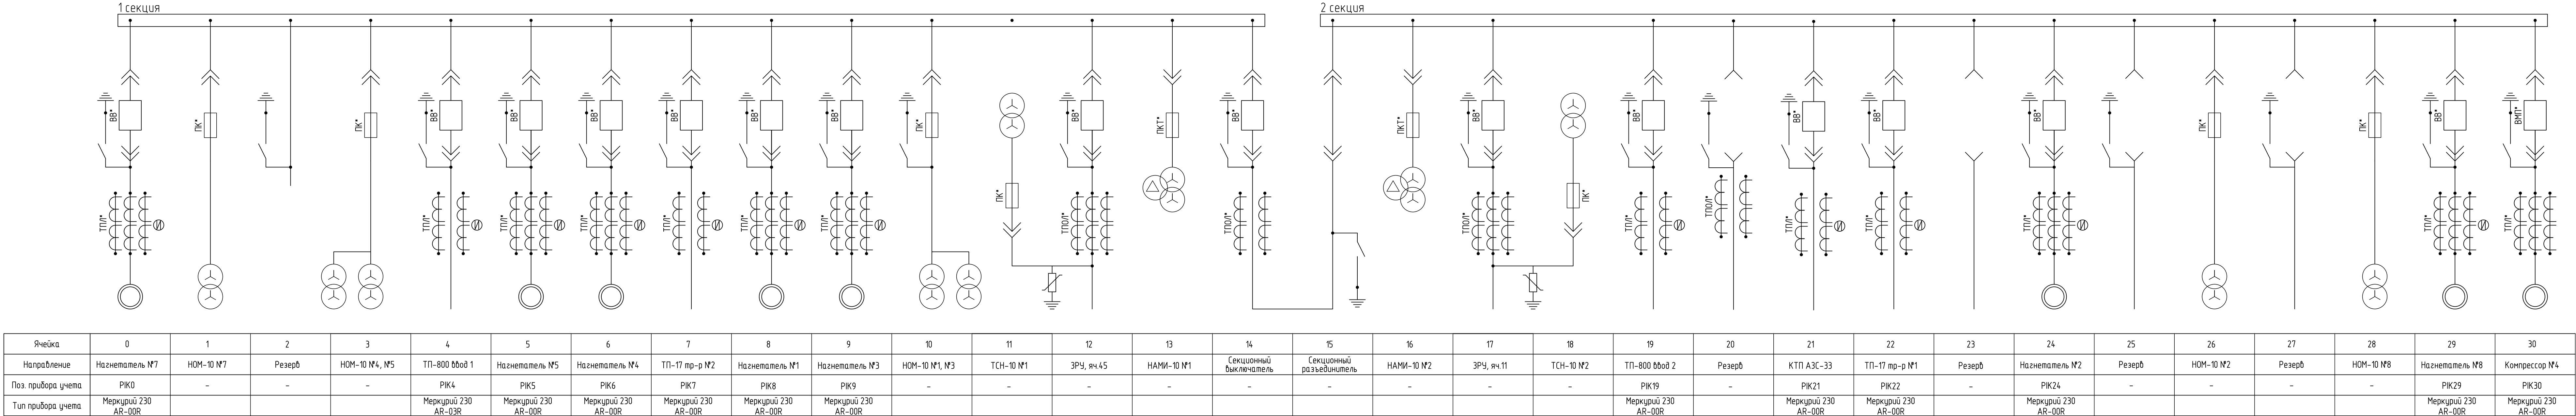 1 секция
2 секция
ВВ* ПК* ПК* ВВ* ВВ* ВВ* ВВ* ВВ* ВВ* ПК* ВВ* ПКТ* ВВ* ПКТ* ВВ* ВВ* ВВ* ВВ* ВВ* ПК* ПК* ВВ* ВМП*
ПК* ПК*
ТПЛ* И ТПЛ* И ТПЛ* И ТПЛ* И ТПЛ* И ТПЛ* И ТПЛ* И ТПОЛ* ТПЛ* ТПОЛ* ТПЛ* И ТПОЛ* ТПЛ* И ТПЛ* И ТПЛ* И ТПЛ* И ТПЛ*
Ячейка 0 1 2 3 4 5 6 7 8 9 10 11 12 13 14 15 16 17 18 19 20 21 22 23 24 25 26 27 28 29 30
Направление Нагнетатель №7 НОМ-10 №7 Резерв НОМ-10 №4, №5 ТП-800 ввод 1 Нагнетатель №5 Нагнетатель №4 ТП-17 тр-р №2 Нагнетатель №1 Нагнетатель №3 НОМ-10 №1, №3 ТСН-10 №1 ЗРУ, яч.45 НАМИ-10 №1 Секционный выключатель Секционный разъединитель НАМИ-10 №2 ЗРУ, яч.11 ТСН-10 №2 ТП-800 ввод 2 Резерв КТП АЗС-33 ТП-17 тр-р №1 Резерв Нагнетатель №2 Резерв НОМ-10 №2 Резерв НОМ-10 №8 Нагнетатель №8 Компрессор №4
Поз. прибора учета PIK0 - - - PIK4 PIK5 PIK6 PIK7 PIK8 PIK9 - - - - - - - - - PIK19 - PIK21 PIK22 - PIK24 - - - - PIK29 PIK30
Тип прибора учета Меркурий 230 AR-00R Меркурий 230 AR-03R Меркурий 230 AR-00R Меркурий 230 AR-00R Меркурий 230 AR-00R Меркурий 230 AR-00R Меркурий 230 AR-00R Меркурий 230 AR-00R Меркурий 230 AR-00R Меркурий 230 AR-00R Меркурий 230 AR-00R Меркурий 230 AR-00R Меркурий 230 AR-00R